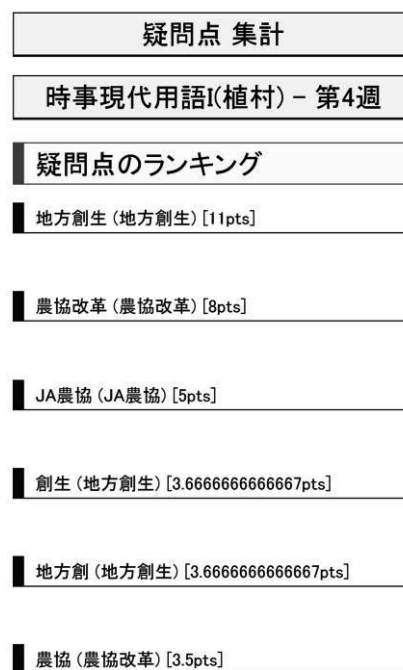 疑問点 集計
時事現代用語I(植村) − 第4週
疑問点のランキング
地方創生 (地方創生) [11pts]
農協改革 (農協改革) [8pts]
JA農協 (JA農協) [5pts]
創生 (地方創生) [3.6666666666667pts]
地方創 (地方創生) [3.6666666666667pts]
農協 (農協改革) [3.5pts]